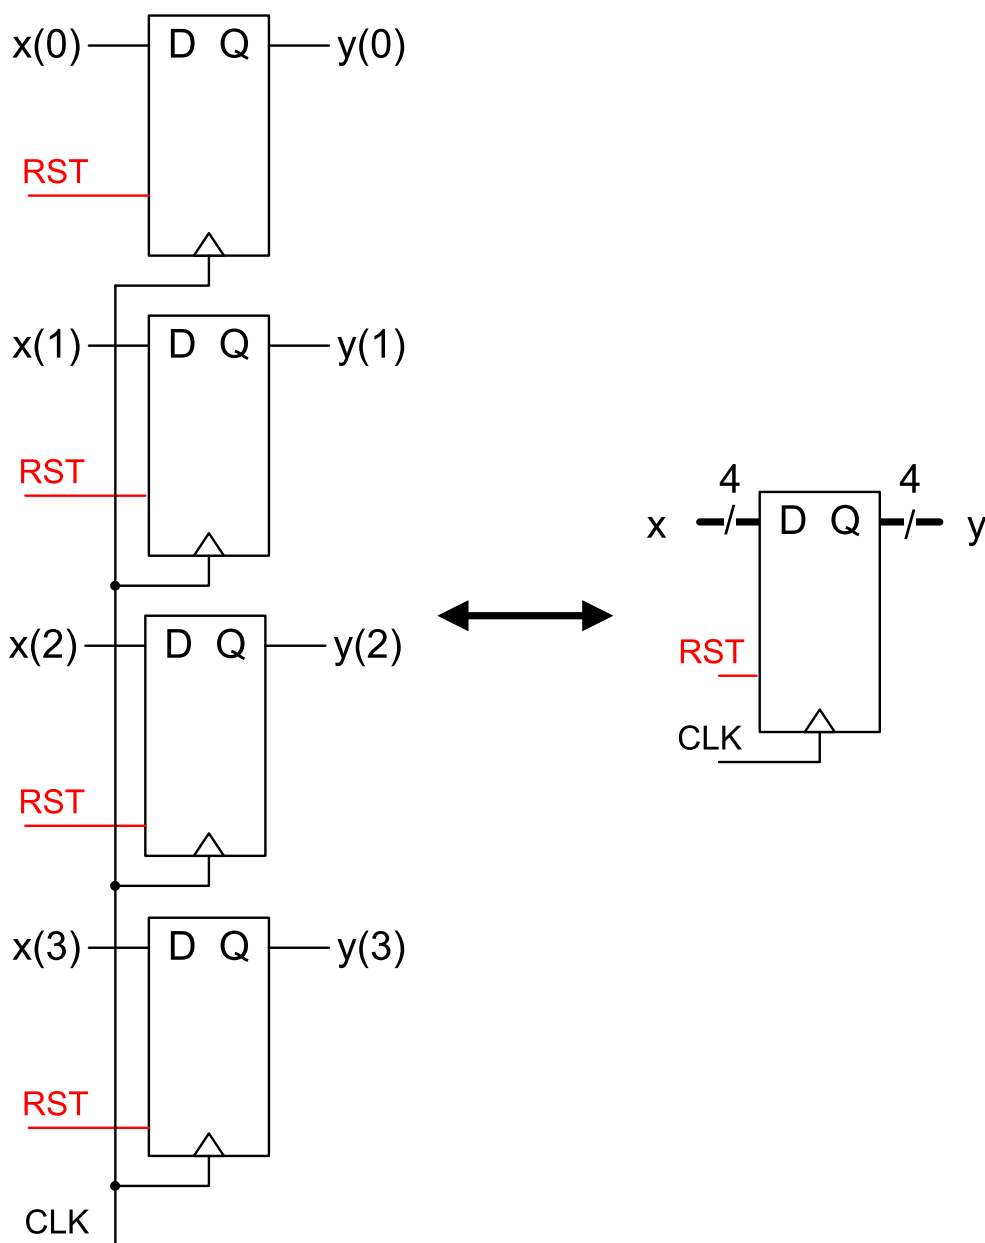 x(0) D Q y(0)
RST
x(1) D Q y(1)
RST
x(2) D Q y(2)
RST
x(3) D Q y(3)
RST
CLK
4 4
x D Q y
RST
CLK